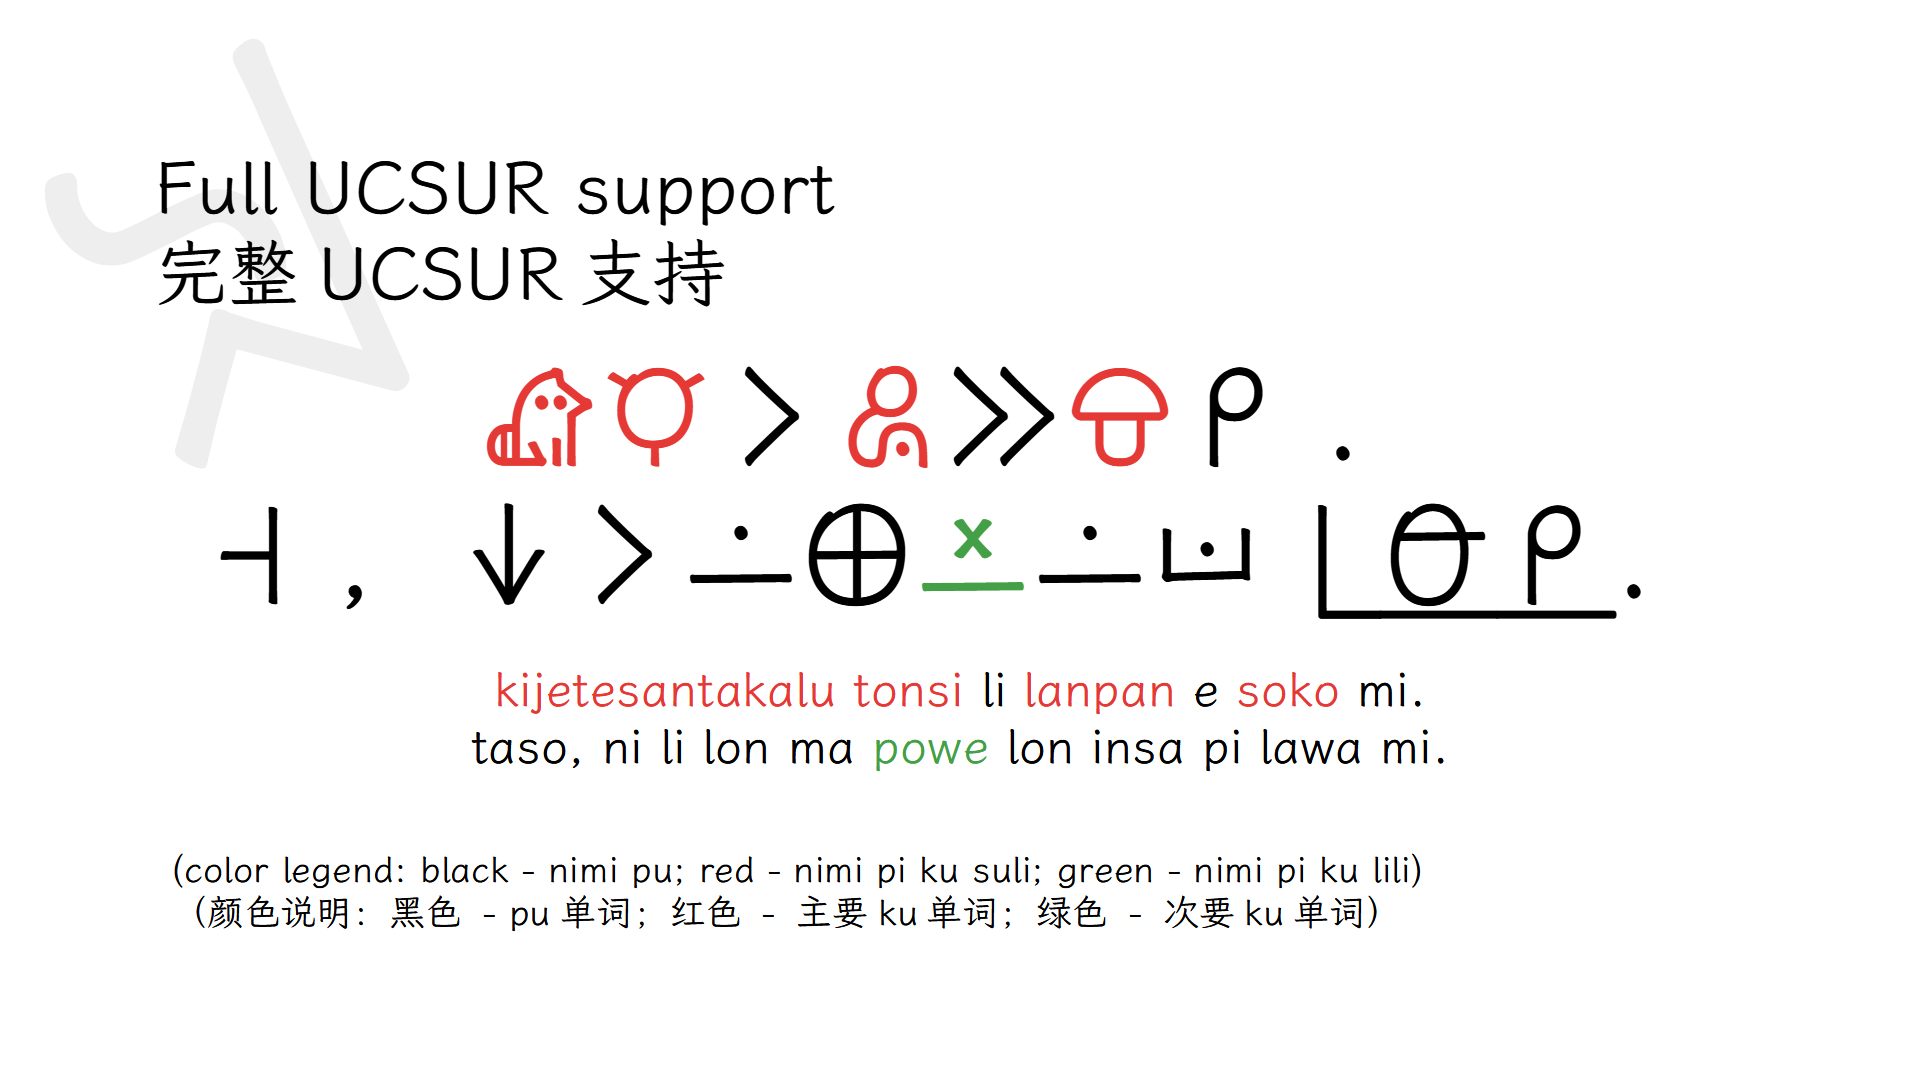 Full UCSUR support
完整 UCSUR 支持
󱦀󱥾󱤧󱦅󱤉󱦄󱤴.
󱥨, 󱥁󱤧󱤬󱤰󱦣󱤬󱤏󱥍󱤤󱤴.
kijetesantakalu tonsi li lanpan e soko mi.
taso, ni li lon ma powe lon insa pi lawa mi.
(color legend: black - nimi pu; red - nimi pi ku suli; green - nimi pi ku lili)
(颜色说明：黑色 - pu 单词；红色 - 主要 ku 单词；绿色 - 次要 ku 单词)